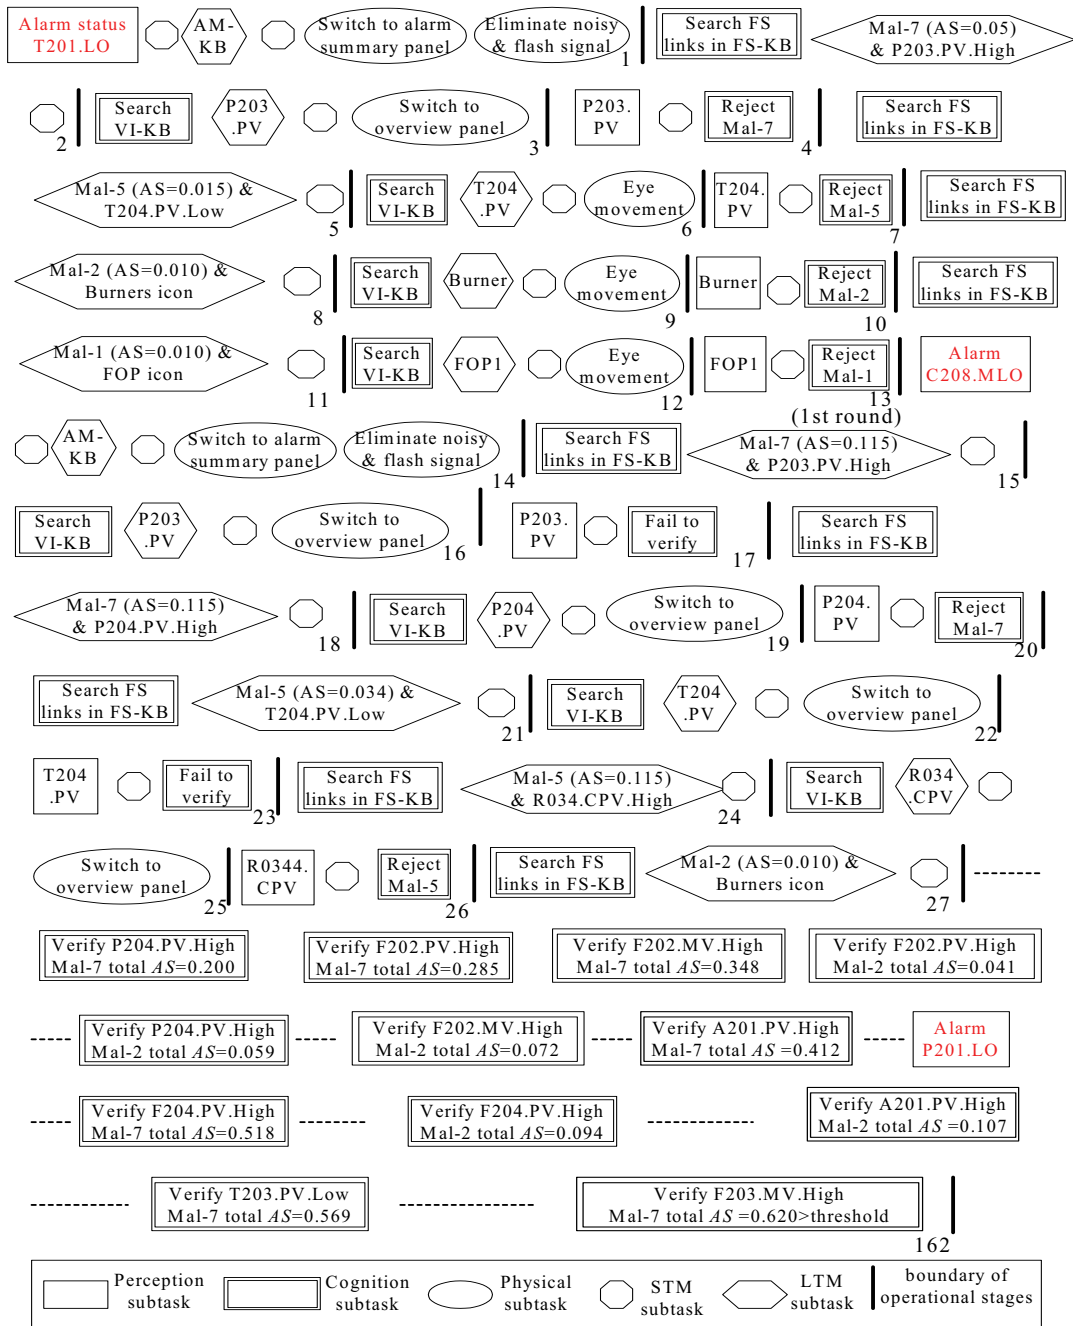 Alarm status
T201.LO
AM-
KB
Switch to alarm
summary panel
Eliminate noisy
& flash signal
1
Search FS
links in FS-KB
Mal-7 (AS=0.05)
& P203.PV.High
2
Search
VI-KB
P203
.PV
Switch to
overview panel
3
P203.
PV
Reject
Mal-7
4
Search FS
links in FS-KB
Mal-5 (AS=0.015) &
T204.PV.Low
5
Search
VI-KB
T204
.PV
Eye
movement
6
T204.
PV
Reject
Mal-5
7
Search FS
links in FS-KB
Mal-2 (AS=0.010) &
Burners icon
8
Search
VI-KB
Burner
Eye
movement
9
Burner
Reject
Mal-2
10
Search FS
links in FS-KB
Mal-1 (AS=0.010) &
FOP icon
11
Search
VI-KB
FOP1
Eye
movement
12
FOP1
Reject
Mal-1
13
(1st round)
Alarm
C208.MLO
AM-
KB
Switch to alarm
summary panel
Eliminate noisy
& flash signal
14
Search FS
links in FS-KB
Mal-7 (AS=0.115)
& P203.PV.High
15
Search
VI-KB
P203
.PV
Switch to
overview panel
16
P203.
PV
Fail to
verify
17
Search FS
links in FS-KB
Mal-7 (AS=0.115)
& P204.PV.High
18
Search
VI-KB
P204
.PV
Switch to
overview panel
19
P204.
PV
Reject
Mal-7
20
Search FS
links in FS-KB
Mal-5 (AS=0.034) &
T204.PV.Low
21
Search
VI-KB
T204
.PV
Switch to
overview panel
22
T204
.PV
Fail to
verify
23
Search FS
links in FS-KB
Mal-5 (AS=0.115)
& R034.CPV.High
24
Search
VI-KB
R034
.CPV
Switch to
overview panel
25
R0344.
CPV
Reject
Mal-5
26
Search FS
links in FS-KB
Mal-2 (AS=0.010) &
Burners icon
27
Verify P204.PV.High
Mal-7 total AS=0.200
Verify F202.PV.High
Mal-7 total AS=0.285
Verify F202.MV.High
Mal-7 total AS=0.348
Verify F202.PV.High
Mal-2 total AS=0.041
Verify P204.PV.High
Mal-2 total AS=0.059
Verify F202.MV.High
Mal-2 total AS=0.072
Verify A201.PV.High
Mal-7 total AS =0.412
Alarm
P201.LO
Verify F204.PV.High
Mal-7 total AS=0.518
Verify F204.PV.High
Mal-2 total AS=0.094
Verify A201.PV.High
Mal-2 total AS =0.107
Verify T203.PV.Low
Mal-7 total AS=0.569
Verify F203.MV.High
Mal-7 total AS =0.620>threshold
162
Perception
subtask
Cognition
subtask
Physical
subtask
STM
subtask
LTM
subtask
boundary of
operational stages